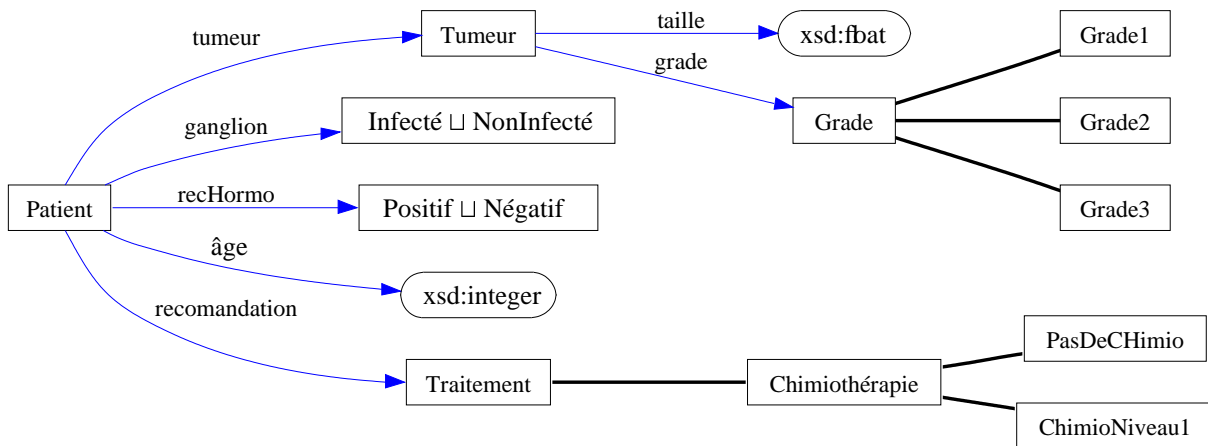 tumeur
Tumeur
taille
xsd:fbat
grade
Grade
Grade1
Grade2
Grade3
ganglion
Infecté ⊔ NonInfecté
Patient
recHormo
Positif ⊔ Négatif
âge
xsd:integer
recomandation
Traitement
Chimiothérapie
PasDeCHimio
ChimioNiveau1